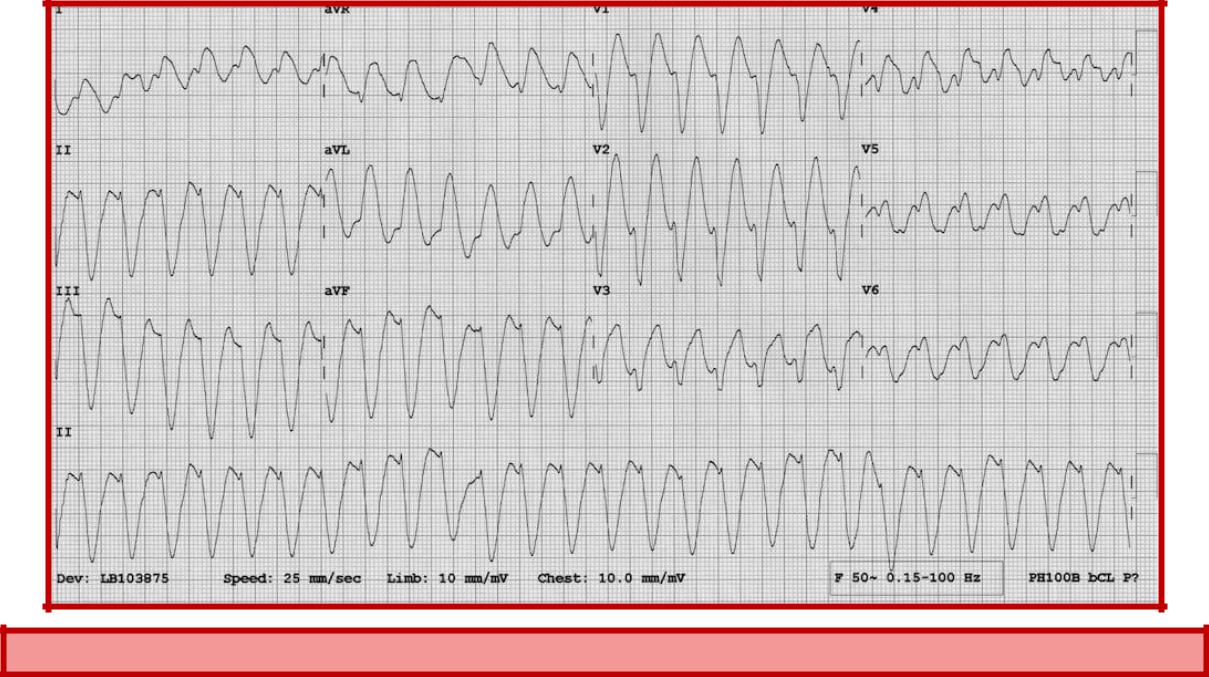 I aVR V1 V4
II aVL V2 V5
III aVF V3 V6
II
Dev: LB103875 Speed: 25 mm/sec Limb: 10 mm/mV Chest: 10.0 mm/mV F 50~ 0.15-100 Hz PH100B bCL P?